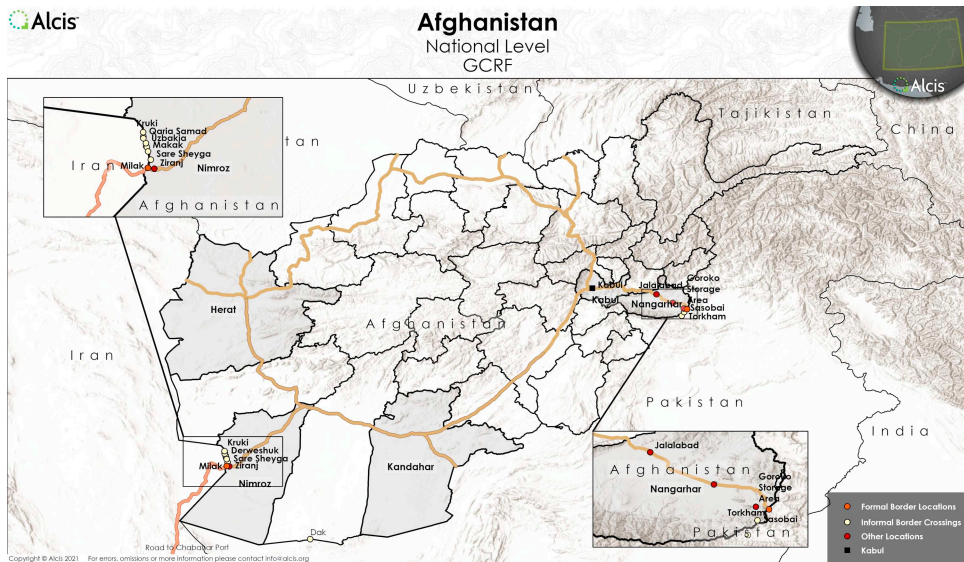 Alcis
Afghanistan
National Level
GCRF
Alcis
Uzbekistan
Tajikistan
China
Kruki
Qaria Samad
Uzbakia
Makak
Sare Sheyga
Ziranj
Milak
Iran
Nimroz
Afghanistan
tan
Herat
Afghanistan
Kabul
Kabul
Jalalabad
Goroko
Storage
Area
Nangarhar
Sasobai
Torkham
Iran
Pakistan
India
Kruki
Derweshuk
Sare Sheyga
Milak
Ziranj
Nimroz
Kandahar
Dak
Road to Chabahar Port
Jalalabad
Afghanistan
Nangarhar
Goroko
Storage
Area
Torkham
Sasobai
Pakistan
Formal Border Locations
Informal Border Crossings
Other Locations
Kabul
Copyright © Alcis 2021 For errors, omissions or more information please contact info@alcis.org